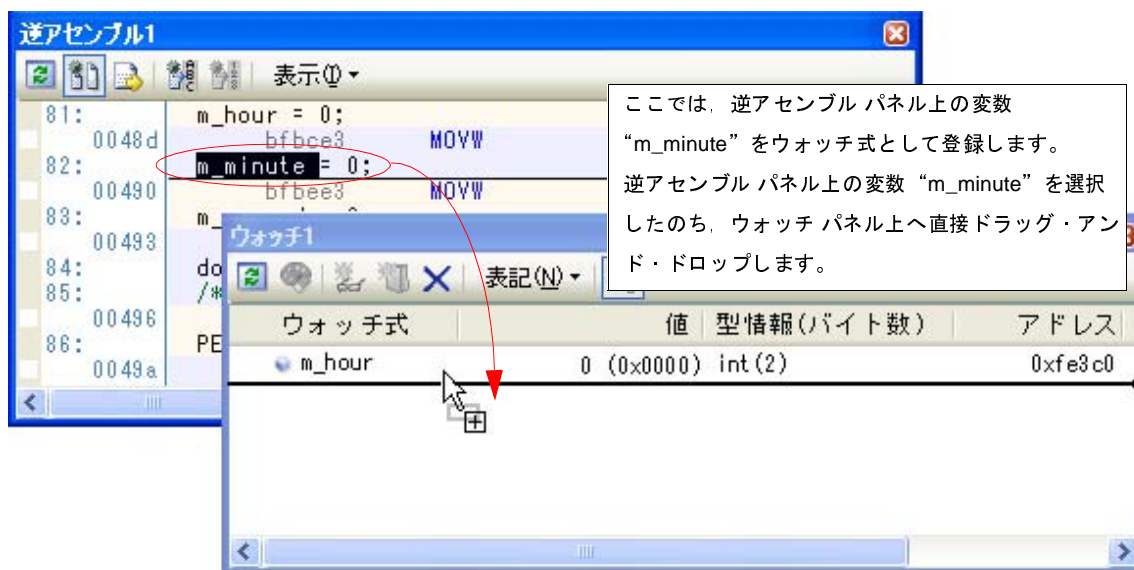 逆アセンブル1
表示(I)
81: m_hour = 0;
0048d bfbce3 MOVW
82: m_minute = 0;
00490 bfbee3 MOVW
83: m_
00493
84: do
85: /*
00496
86: PE
0049a
ここでは，逆アセンブル パネル上の変数
“m_minute”をウォッチ式として登録します。
逆アセンブル パネル上の変数“m_minute”を選択
したのち，ウォッチ パネル上へ直接ドラッグ・アン
ド・ドロップします。
ウォッチ1
表記(N)
ウォッチ式 値 型情報(バイト数) アドレス
m_hour 0 (0x0000) int(2) 0xfe3c0